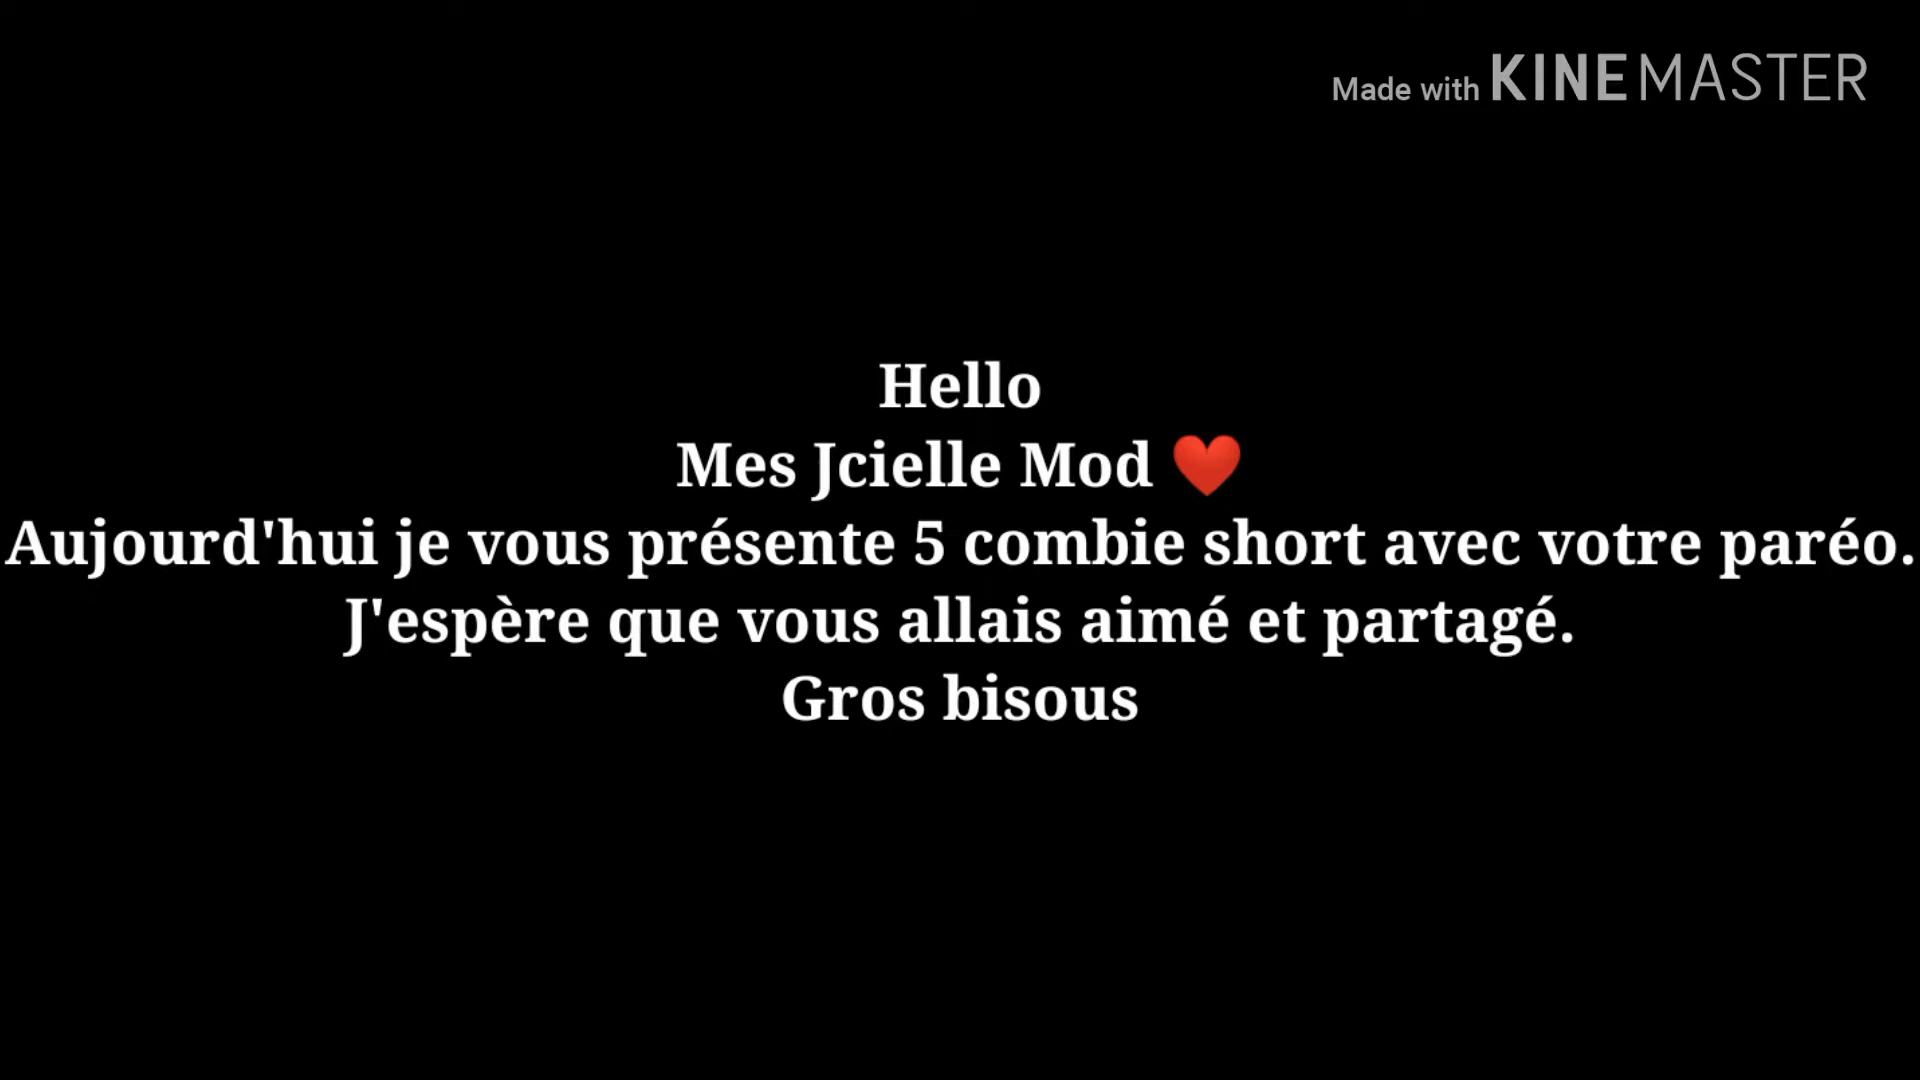 Made with KINEMASTER
Hello
Mes Jcielle Mod ❤️
Aujourd'hui je vous présente 5 combie short avec votre paréo.
J'espère que vous allais aimé et partagé.
Gros bisous